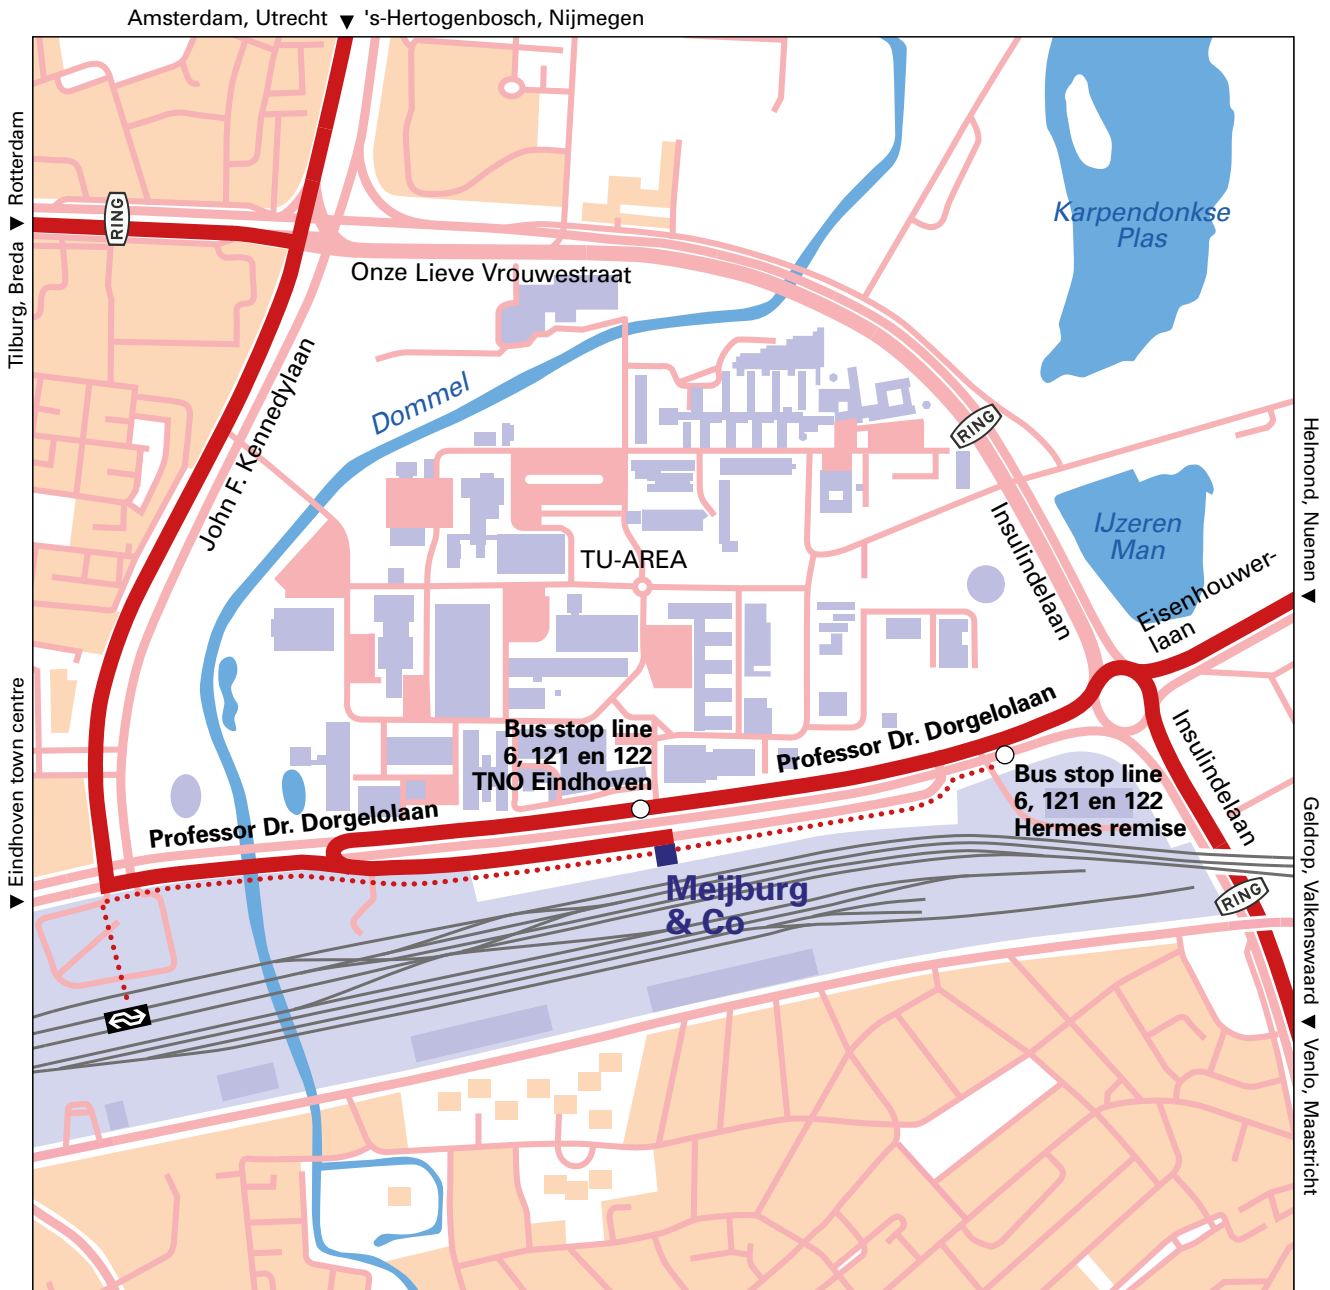 Amsterdam, Utrecht ▼ 's-Hertogenbosch, Nijmegen
Tilburg, Breda ▼ Rotterdam
RING
Karpendonkse
Plas
Onze Lieve Vrouwestraat
John F. Kennedylaan
Dommel
RING
Helmond, Nuenen ▼
Insulindelaan
IJzeren
Man
TU-AREA
Eisenhouwer-
laan
▼ Eindhoven town centre
Bus stop line
6, 121 en 122
TNO Eindhoven
Professor Dr. Dorgelolaan
Insulindelaan
Bus stop line
6, 121 en 122
Hermes remise
Professor Dr. Dorgelolaan
Meijburg
& Co
RING
Geldrop, Valkenswaard ▼ Venlo, Maastricht